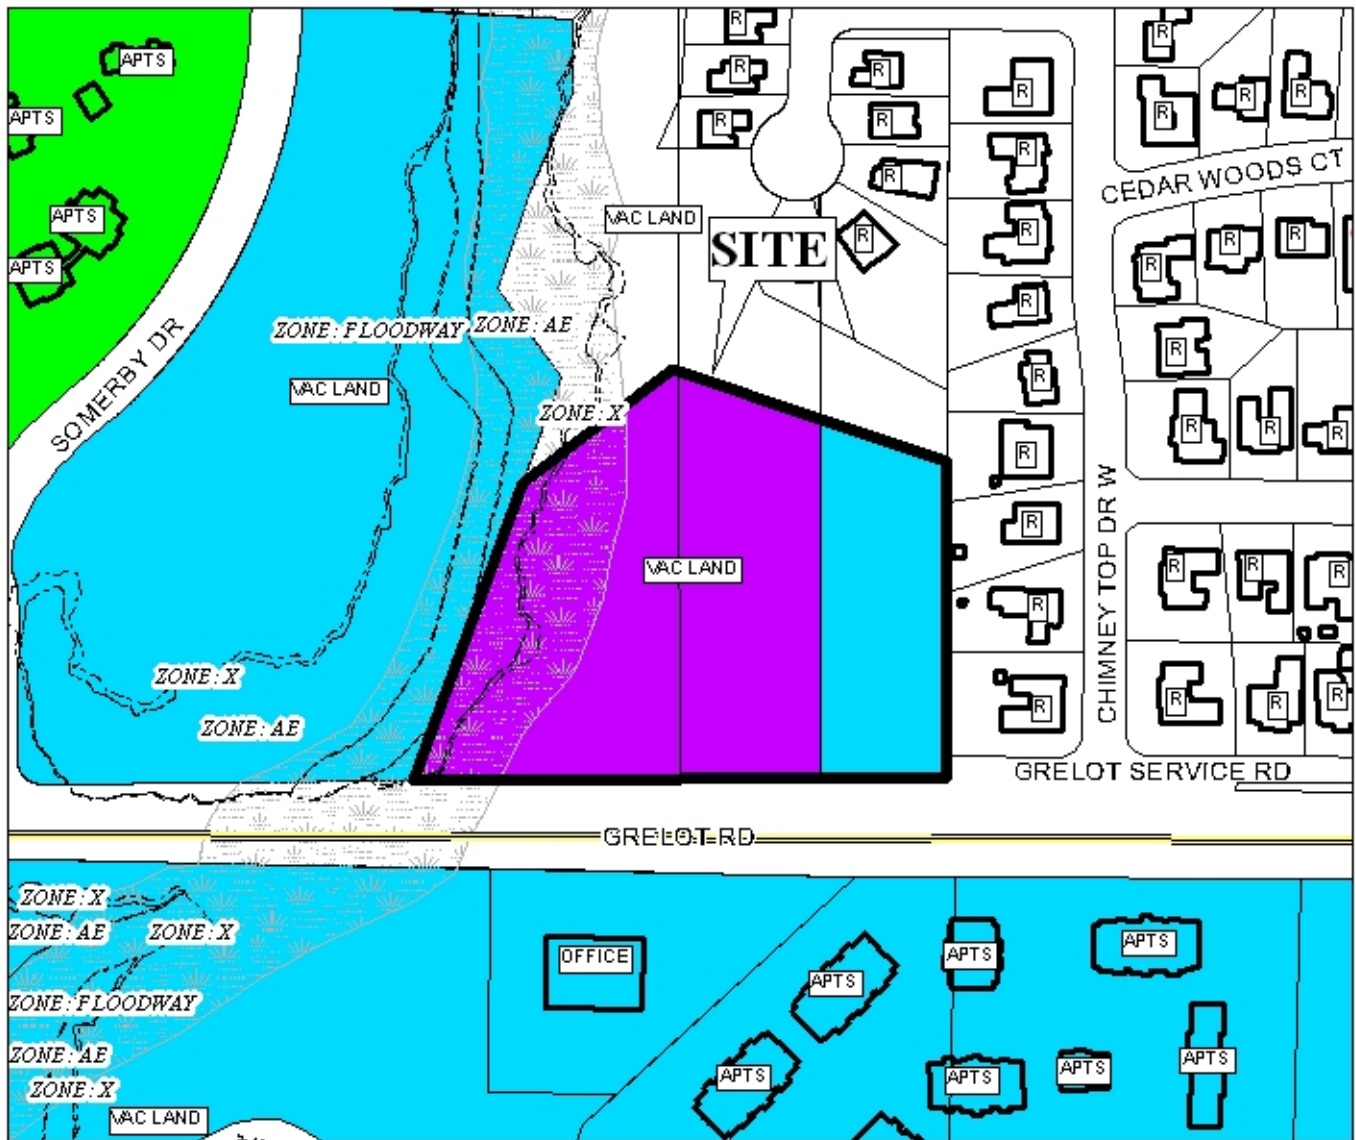 R
APTS
R
R
R
R
R
R
APTS
R
R
R
R
R
CEDAR WOODS CT
APTS
VAC LAND
R
R
SITE
R
R
R
R
APTS
R
ZONE: FLOODWAY
ZONE: AE
R
SOMERBY DR
VAC LAND
R
R
ZONE: X
R
R
R
R
CHIMNEY TOP DR W
R
VAC LAND
R
R
R
R
ZONE: X
R
R
R
R
ZONE: AE
GRELOT SERVICE RD
GRELOT RD
ZONE: X
ZONE: AE
ZONE: X
OFFICE
APTS
APTS
APTS
ZONE: FLOODWAY
ZONE: AE
APTS
APTS
APTS
APTS
ZONE: X
VAC LAND